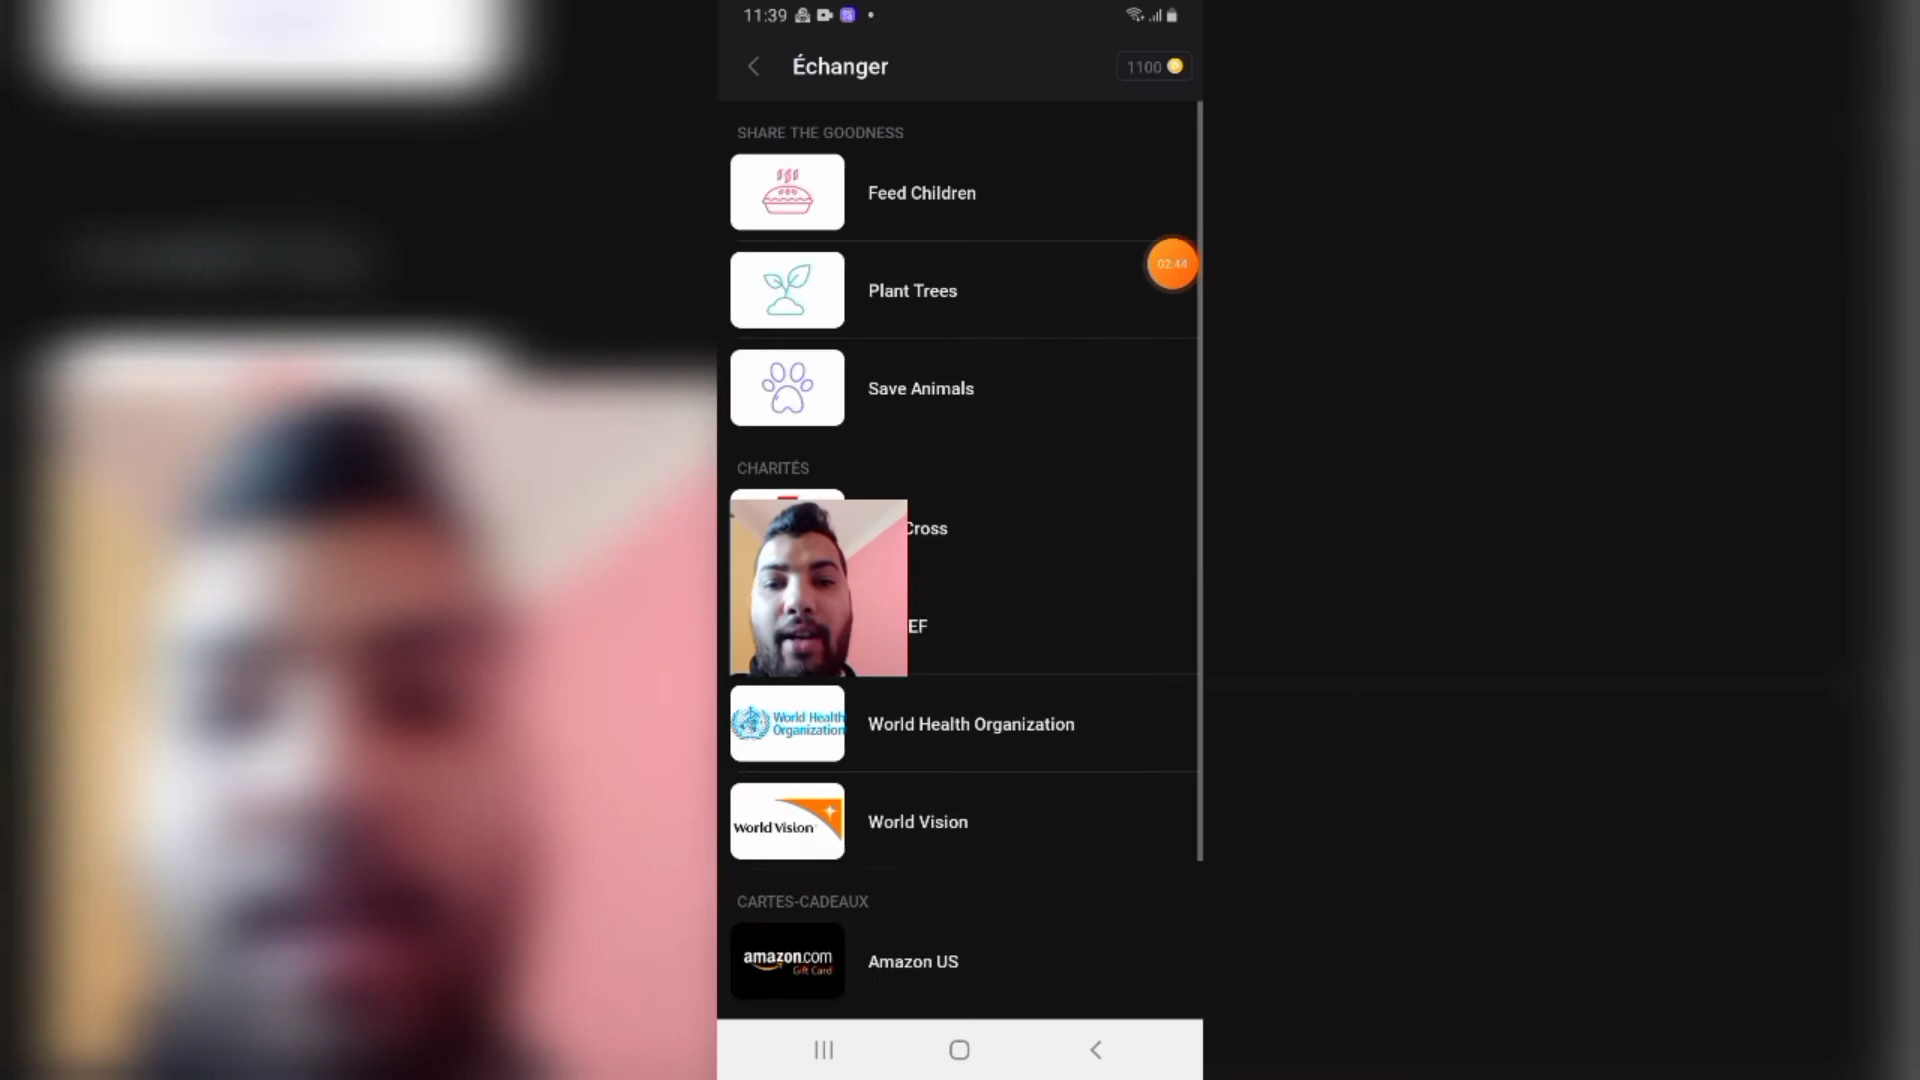 11:39
Échanger
1100
SHARE THE GOODNESS
Feed Children
02:44
Plant Trees
Save Animals
CHARITÉS
Cross
EF
World Health
Organization
World Health Organization
World Vision
World Vision
CARTES-CADEAUX
amazon.com
Gift Card
Amazon US